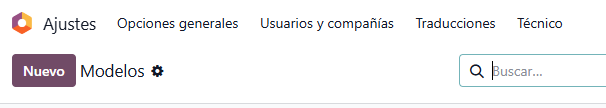 Ajustes Opciones generales Usuarios y compañías Traducciones Técnico
Nuevo Modelos Buscar...